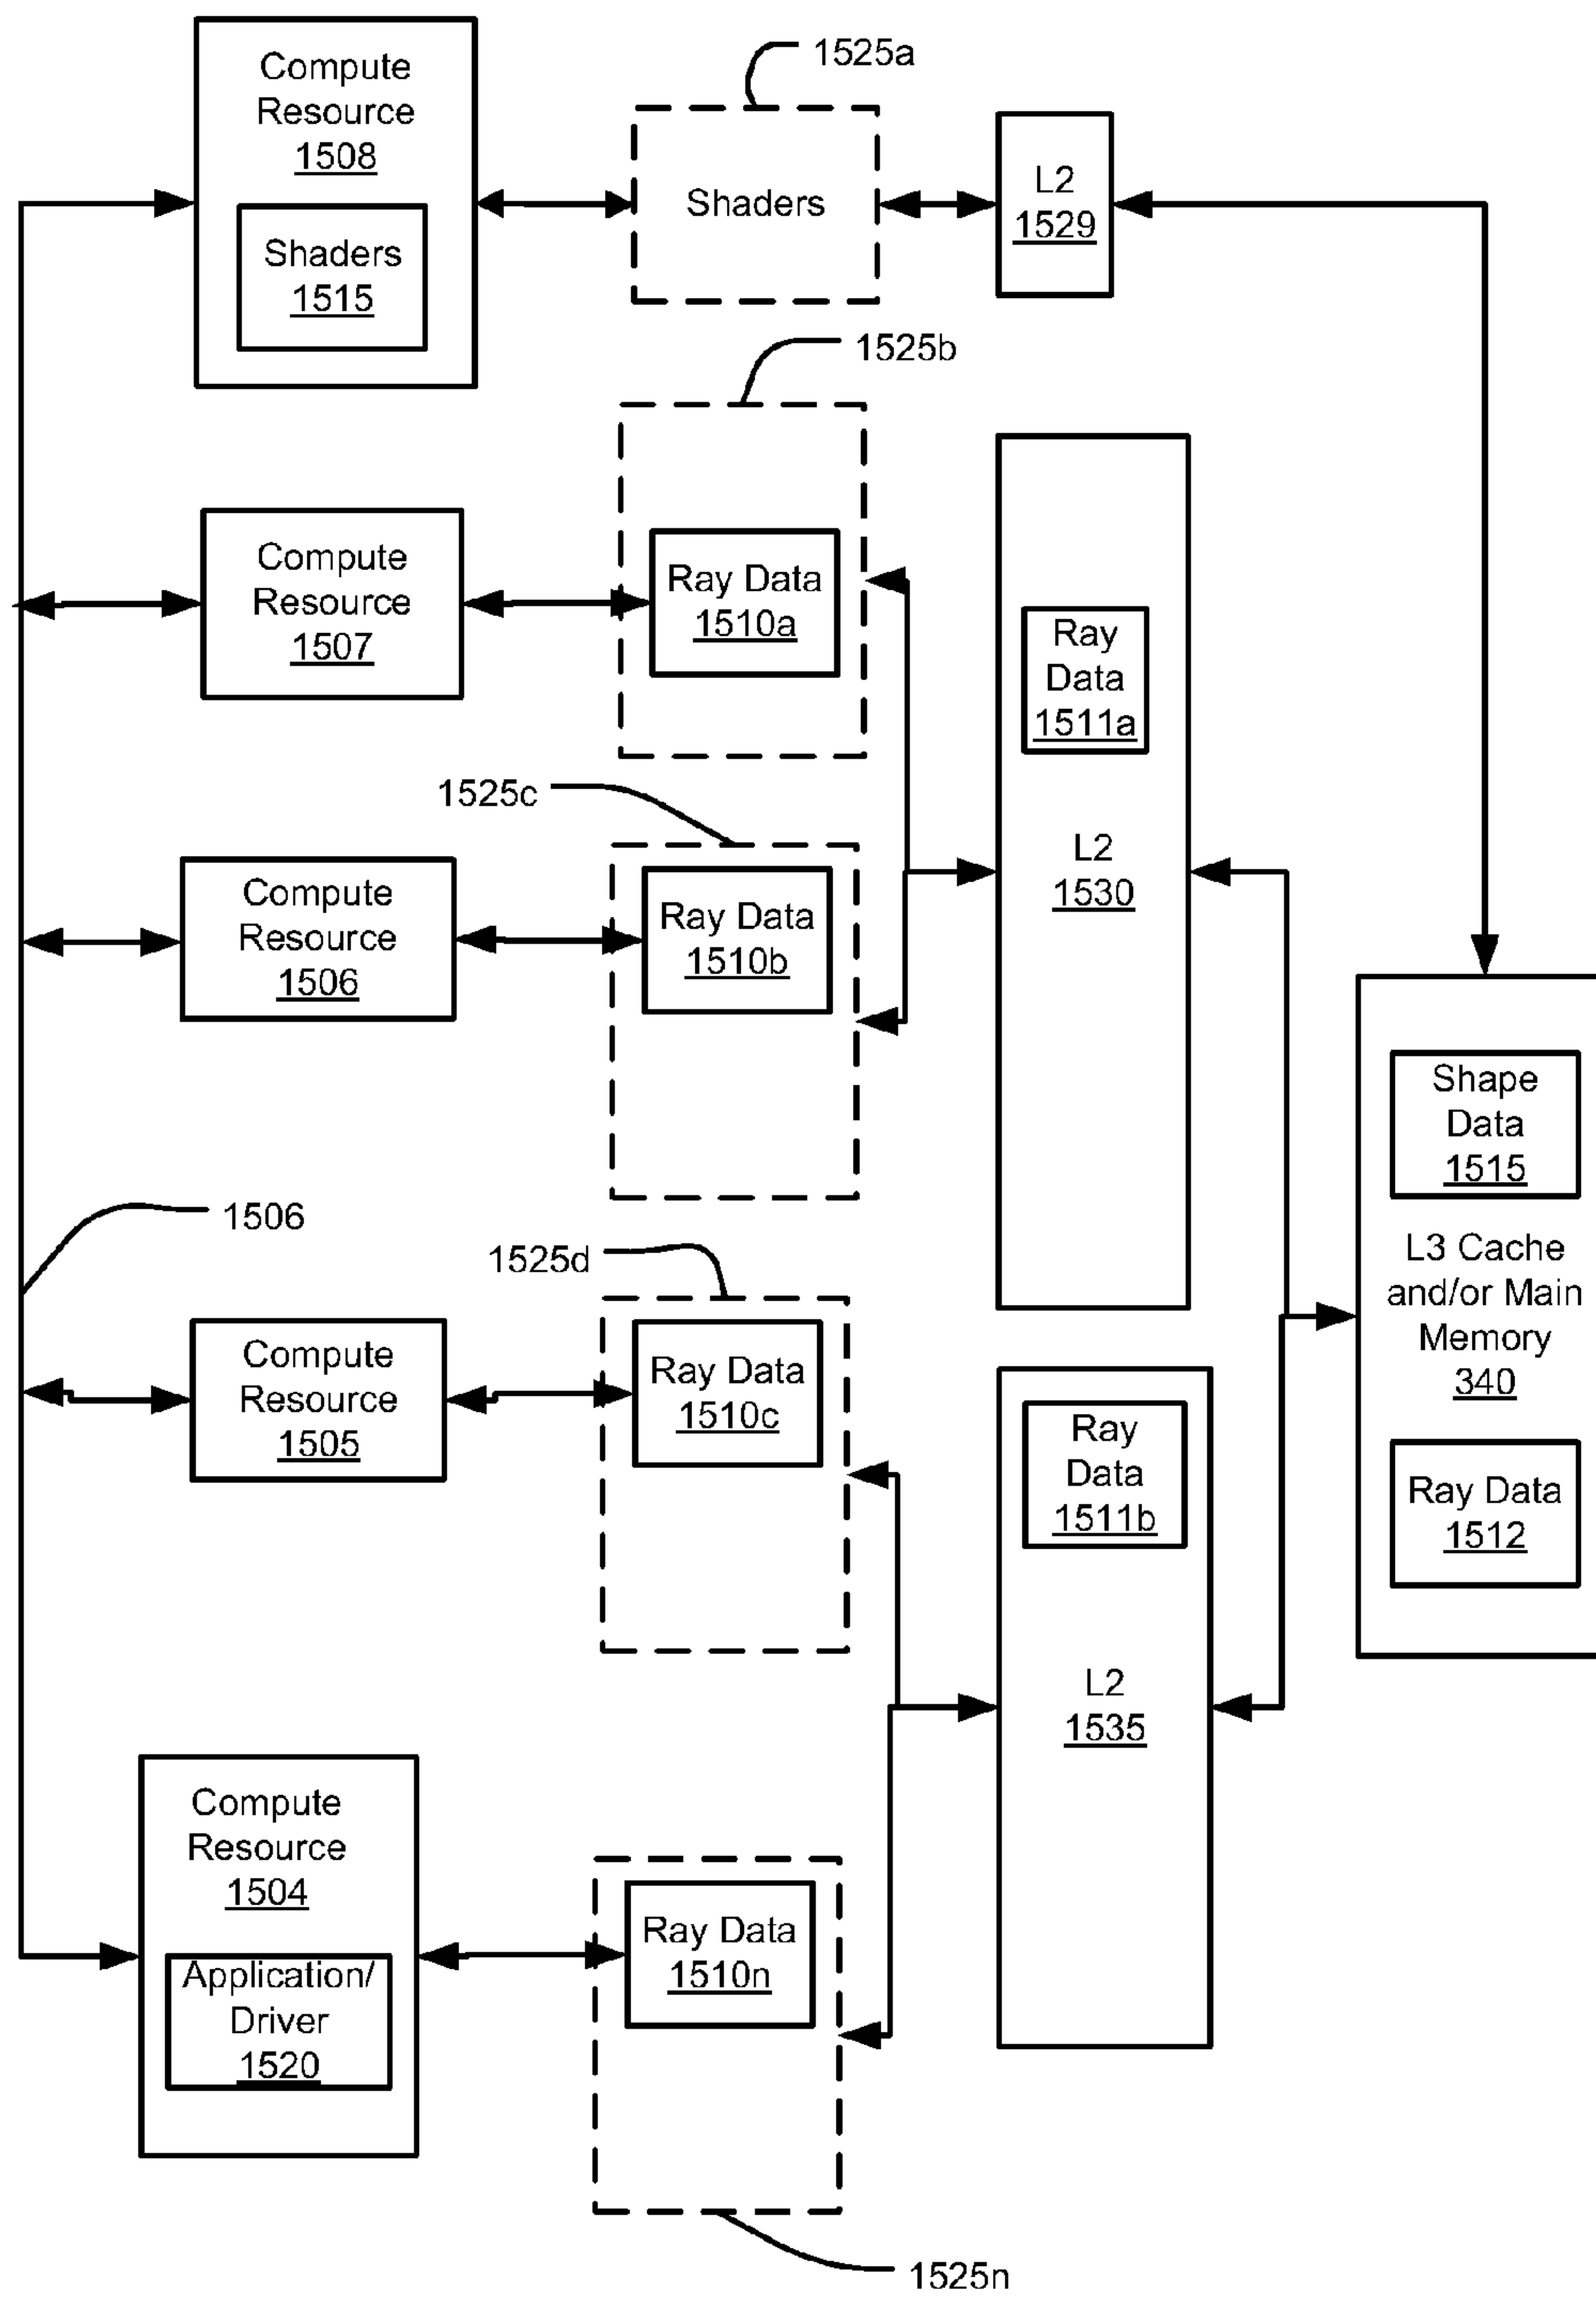 1525a
Compute
Resource
1508
Shaders
1515
Shaders
L2
1529
1525b
Compute
Resource
1507
Ray Data
1510a
Ray
Data
1511a
L2
1530
1525c
Compute
Resource
1506
Ray Data
1510b
Shape
Data
1515
L3 Cache
and/or Main
Memory
340
Ray Data
1512
1506
1525d
Compute
Resource
1505
Ray Data
1510c
Ray
Data
1511b
L2
1535
Compute
Resource
1504
Application/
Driver
1520
Ray Data
1510n
1525n